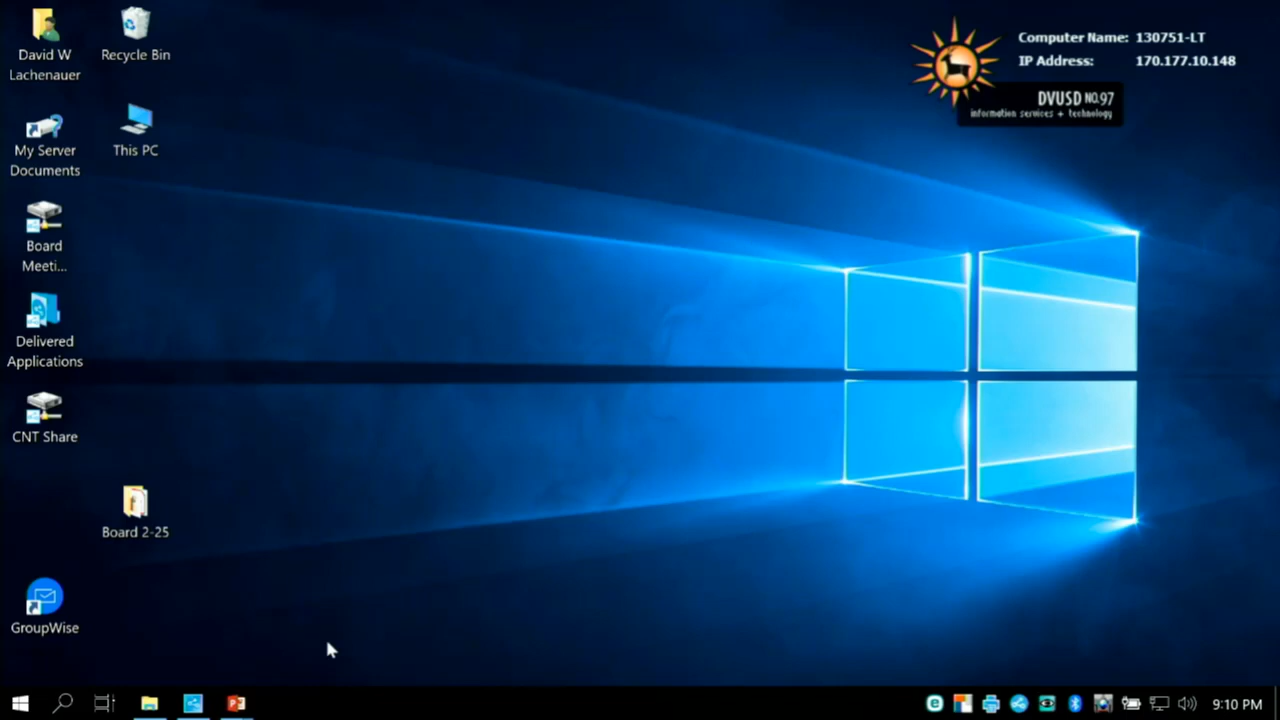 David W
Lachenauer
Recycle Bin
Computer Name: 130751-LT
IP Address: 170.177.10.148
DVUSD NO.97
information services + technology
My Server
Documents
This PC
Board
Meeti...
Delivered
Applications
CNT Share
Board 2-25
GroupWise
9:10 PM